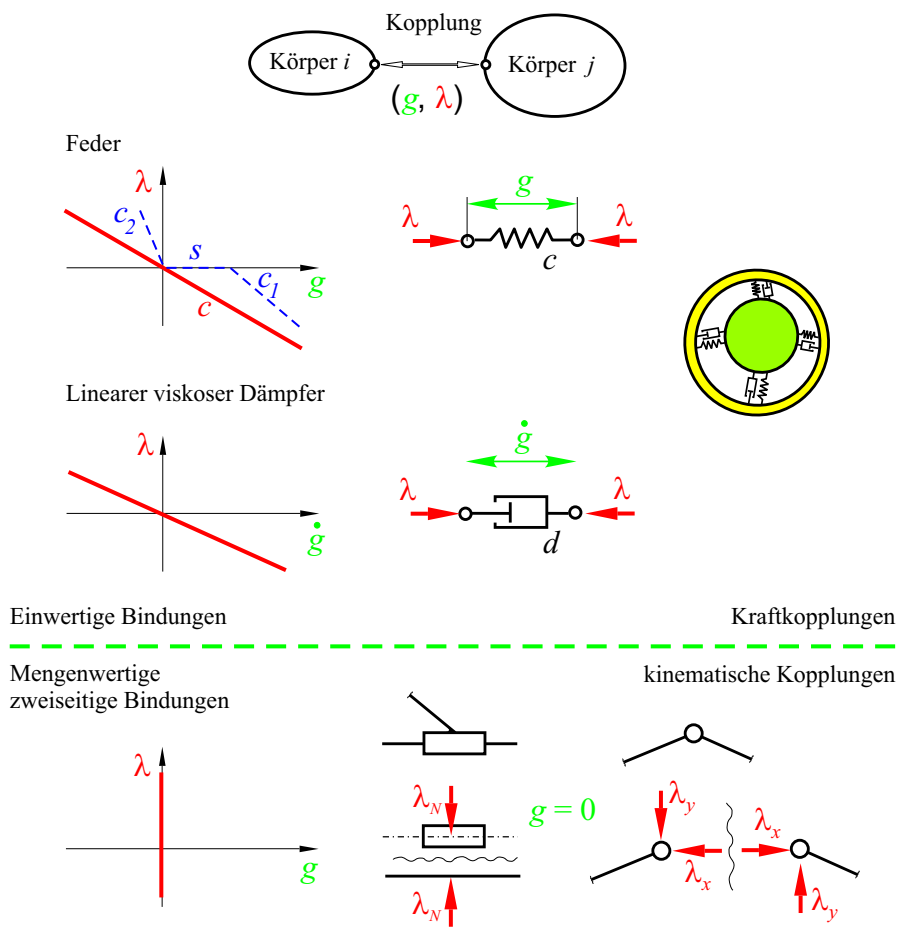 Kopplung
Körper i
Körper j
(g, λ)
Feder
λ
c₂
s
c₁
g
c
g
λ
λ
c
Linearer viskoser Dämpfer
λ
ġ
ġ
λ
λ
d
Einwertige Bindungen
Kraftkopplungen
Mengenwertige
zweiseitige Bindungen
kinematische Kopplungen
λ
g
λN
g = 0
λN
λy
λx
λx
λy